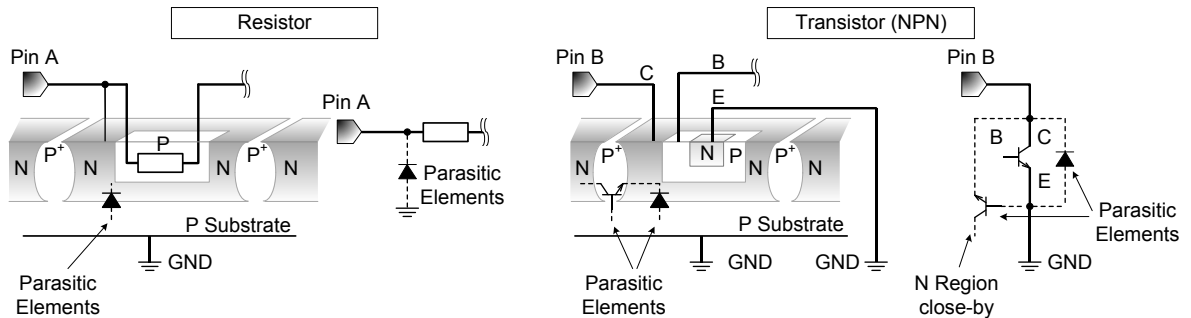 Resistor
Transistor (NPN)
Pin A
Pin A
Pin B
C
B
E
Pin B
N
P+
N
P
P+
N
N
Parasitic
Elements
P Substrate
GND
Parasitic
Elements
N
P+
N
N
P
P+
N
N
P Substrate
GND
GND
Parasitic
Elements
B
C
E
Parasitic
Elements
GND
N Region
close-by